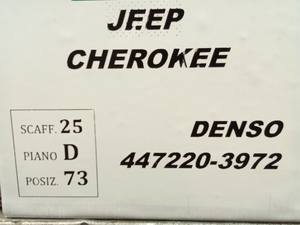 JEEP
CHEROKEE
SCAFF. 25
PIANO D
POSIZ. 73
DENSO
447220-3972